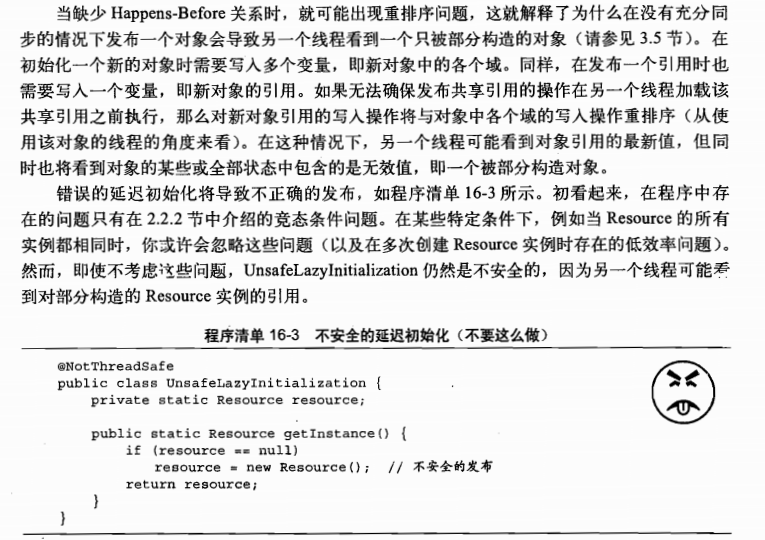 当缺少 Happens-Before 关系时，就可能出现重排序问题，这就解释了为什么在没有充分同
步的情况下发布一个对象会导致另一个线程看到一个只被部分构造的对象（请参见 3.5 节）。在
初始化一个新的对象时需要写入多个变量，即新对象中的各个域。同样，在发布一个引用时也
需要写入一个变量，即新对象的引用。如果无法确保发布共享引用的操作在另一个线程加载该
共享引用之前执行，那么对新对象引用的写入操作将与对象中各个域的写入操作重排序（从使
用该对象的线程的角度来看）。在这种情况下，另一个线程可能看到对象引用的最新值，但同
时也将看到对象的某些或全部状态中包含的是无效值，即一个被部分构造对象。
错误的延迟初始化将导致不正确的发布，如程序清单 16-3 所示。初看起来，在程序中存
在的问题只有在 2.2.2 节中介绍的竞态条件问题。在某些特定条件下，例如当 Resource 的所有
实例都相同时，你或许会忽略这些问题（以及在多次创建 Resource 实例时存在的低效率问题）。
然而，即使不考虑这些问题，UnsafeLazyInitialization 仍然是不安全的，因为另一个线程可能看
到对部分构造的 Resource 实例的引用。
程序清单 16-3 不安全的延迟初始化（不要这么做）
@NotThreadSafe
public class UnsafeLazyInitialization {
private static Resource resource;
public static Resource getInstance() {
if (resource == null)
resource = new Resource(); // 不安全的发布
return resource;
}
}